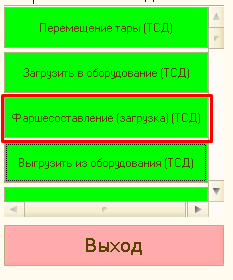 Перемещение тары (ТСД)
Загрузить в оборудование (ТСД)
Фаршесоставление (загрузка) (ТСД)
Выгрузить из оборудования (ТСД)
Выход